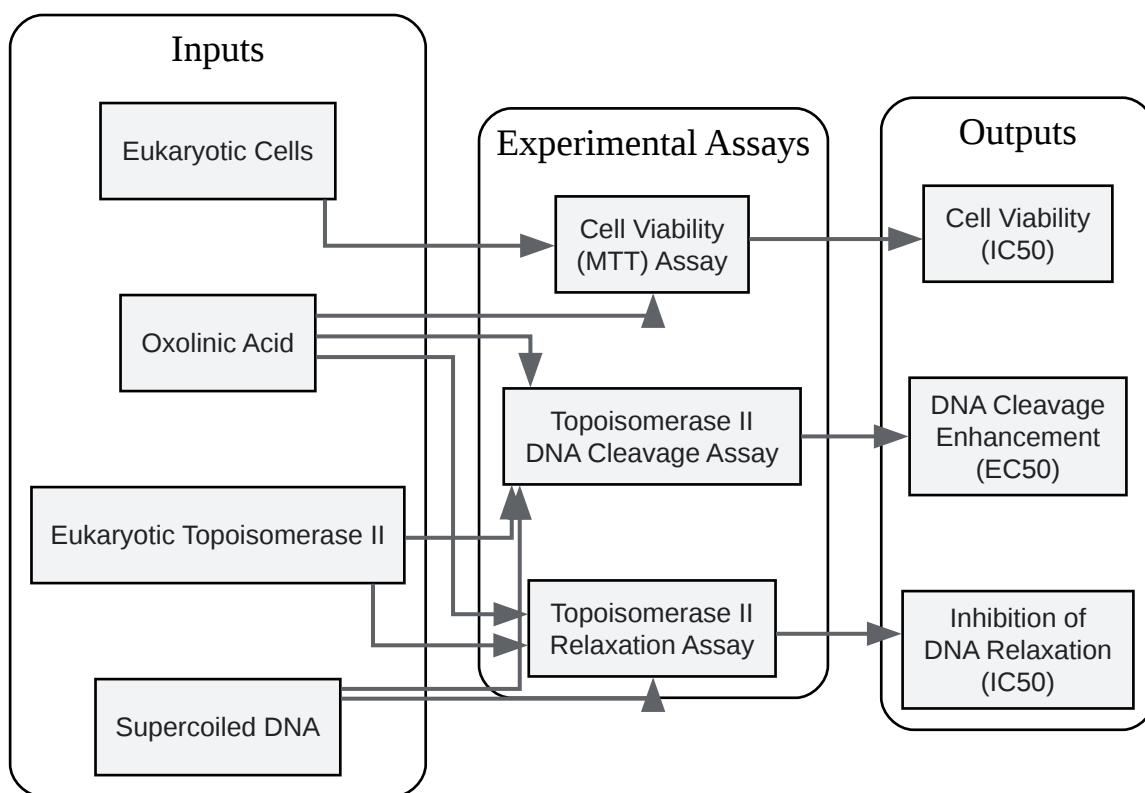 Inputs
Eukaryotic Cells
Oxolinic Acid
Eukaryotic Topoisomerase II
Supercoiled DNA
Experimental Assays
Cell Viability
(MTT) Assay
Topoisomerase II
DNA Cleavage Assay
Topoisomerase II
Relaxation Assay
Outputs
Cell Viability
(IC50)
DNA Cleavage
Enhancement
(EC50)
Inhibition of
DNA Relaxation
(IC50)